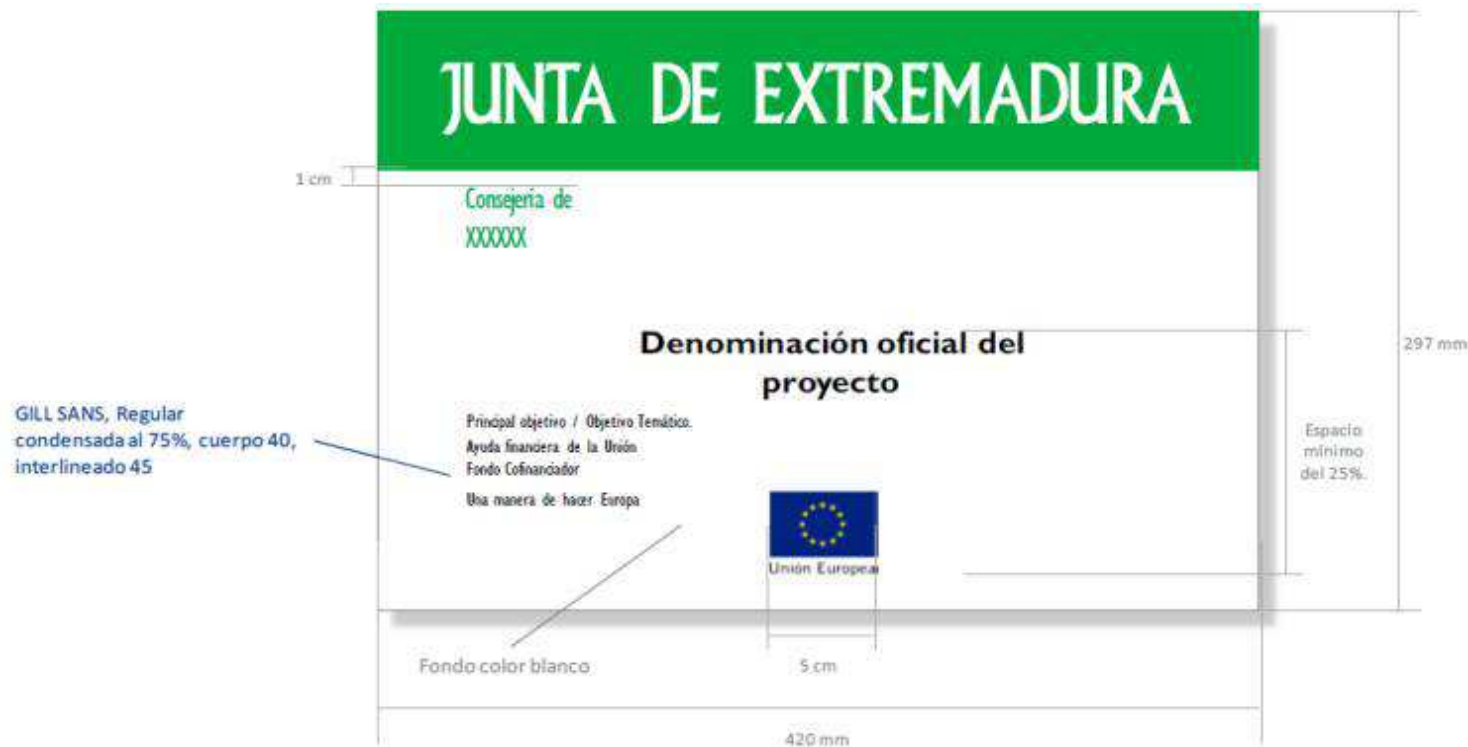 JUNTA DE EXTREMADURA
1 cm
Consejería de
XXXXXX
Denominación oficial del
proyecto
297 mm
GILL SANS, Regular
condensada al 75%, cuerpo 40,
interlineado 45
Principal objetivo / Objetivo Temático.
Ayuda financiera de la Unión
Fondo Cofinanciador
Una manera de hacer Europa
Espacio
mínimo
del 25%.
Unión Europea
Fondo color blanco
5 cm
420 mm